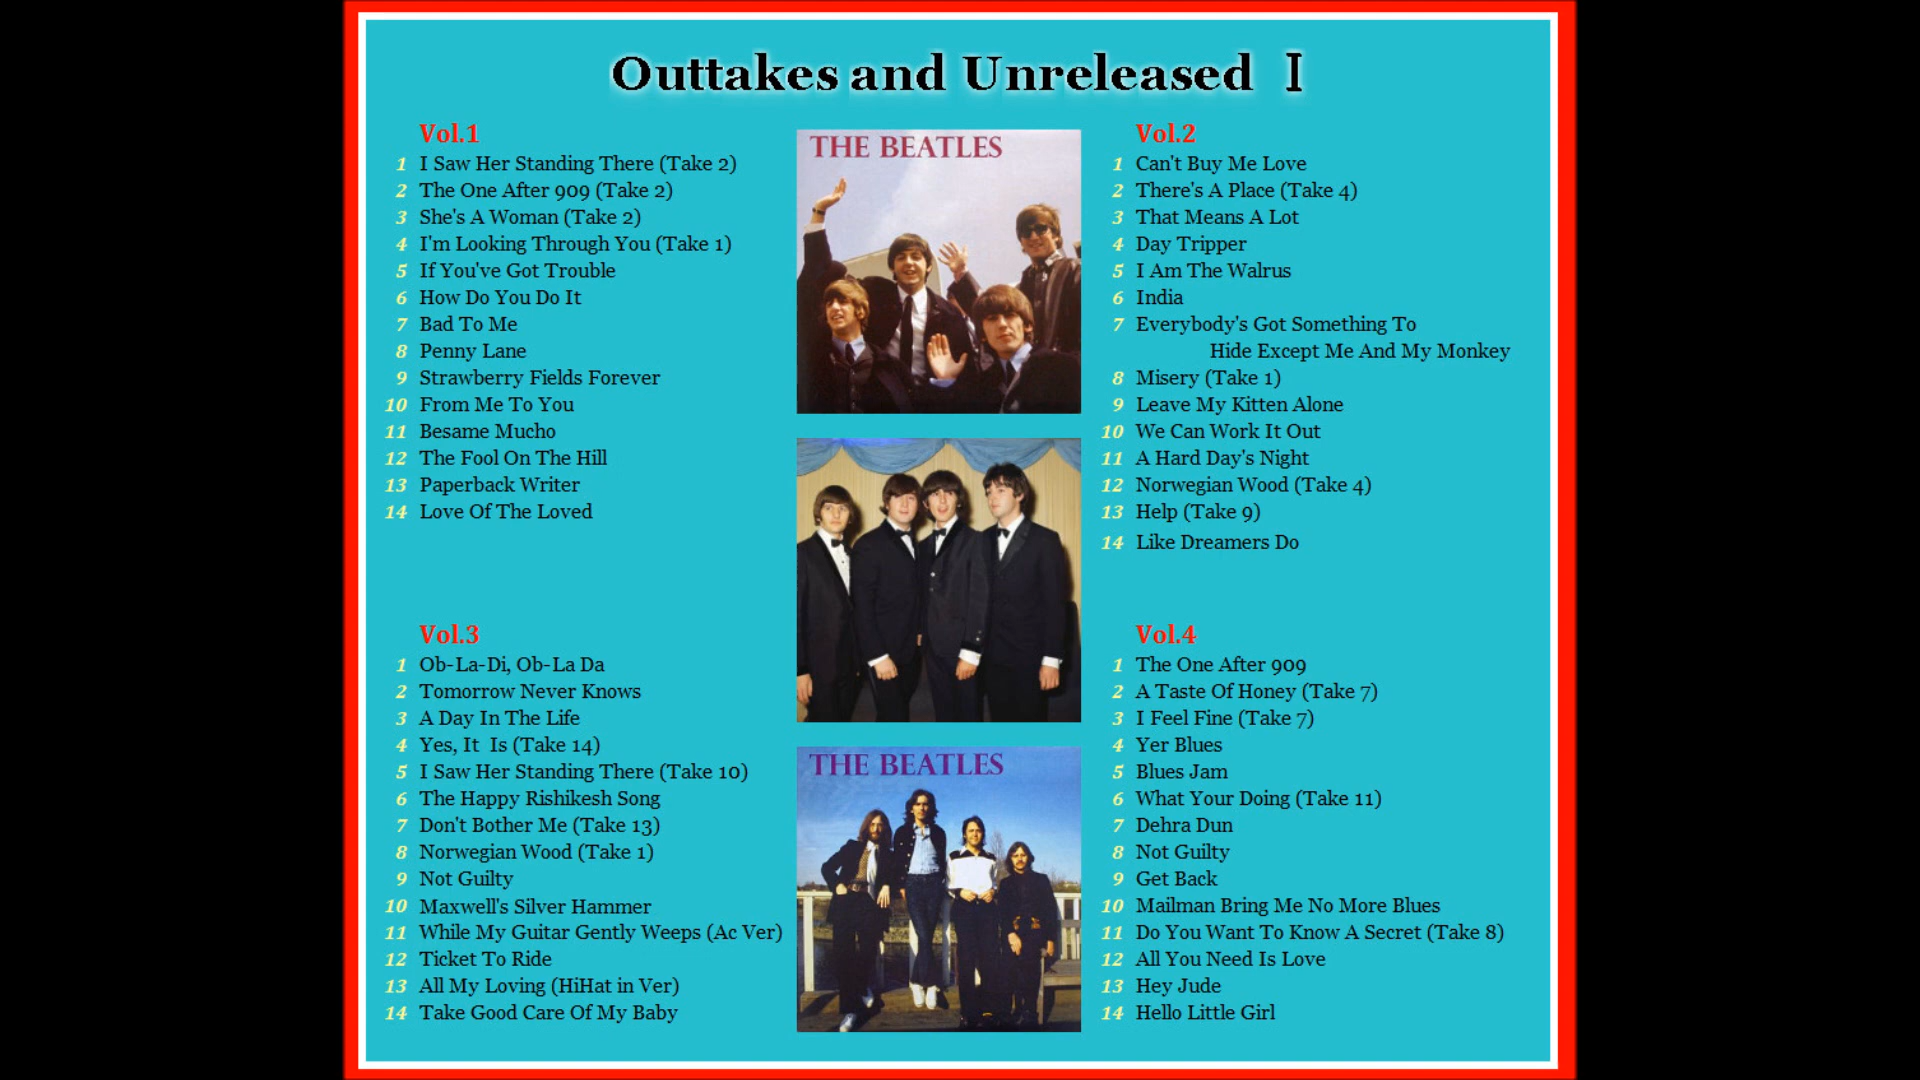 Outtakes and Unreleased I
Vol.1
1 I Saw Her Standing There (Take 2)
2 The One After 909 (Take 2)
3 She's A Woman (Take 2)
4 I'm Looking Through You (Take 1)
5 If You've Got Trouble
6 How Do You Do It
7 Bad To Me
8 Penny Lane
9 Strawberry Fields Forever
10 From Me To You
11 Besame Mucho
12 The Fool On The Hill
13 Paperback Writer
14 Love Of The Loved
THE BEATLES
Vol.2
1 Can't Buy Me Love
2 There's A Place (Take 4)
3 That Means A Lot
4 Day Tripper
5 I Am The Walrus
6 India
7 Everybody's Got Something To
Hide Except Me And My Monkey
8 Misery (Take 1)
9 Leave My Kitten Alone
10 We Can Work It Out
11 A Hard Day's Night
12 Norwegian Wood (Take 4)
13 Help (Take 9)
14 Like Dreamers Do
Vol.3
1 Ob-La-Di, Ob-La Da
2 Tomorrow Never Knows
3 A Day In The Life
4 Yes, It  Is (Take 14)
5 I Saw Her Standing There (Take 10)
6 The Happy Rishikesh Song
7 Don't Bother Me (Take 13)
8 Norwegian Wood (Take 1)
9 Not Guilty
10 Maxwell's Silver Hammer
11 While My Guitar Gently Weeps (Ac Ver)
12 Ticket To Ride
13 All My Loving (HiHat in Ver)
14 Take Good Care Of My Baby
THE BEATLES
Vol.4
1 The One After 909
2 A Taste Of Honey (Take 7)
3 I Feel Fine (Take 7)
4 Yer Blues
5 Blues Jam
6 What Your Doing (Take 11)
7 Dehra Dun
8 Not Guilty
9 Get Back
10 Mailman Bring Me No More Blues
11 Do You Want To Know A Secret (Take 8)
12 All You Need Is Love
13 Hey Jude
14 Hello Little Girl